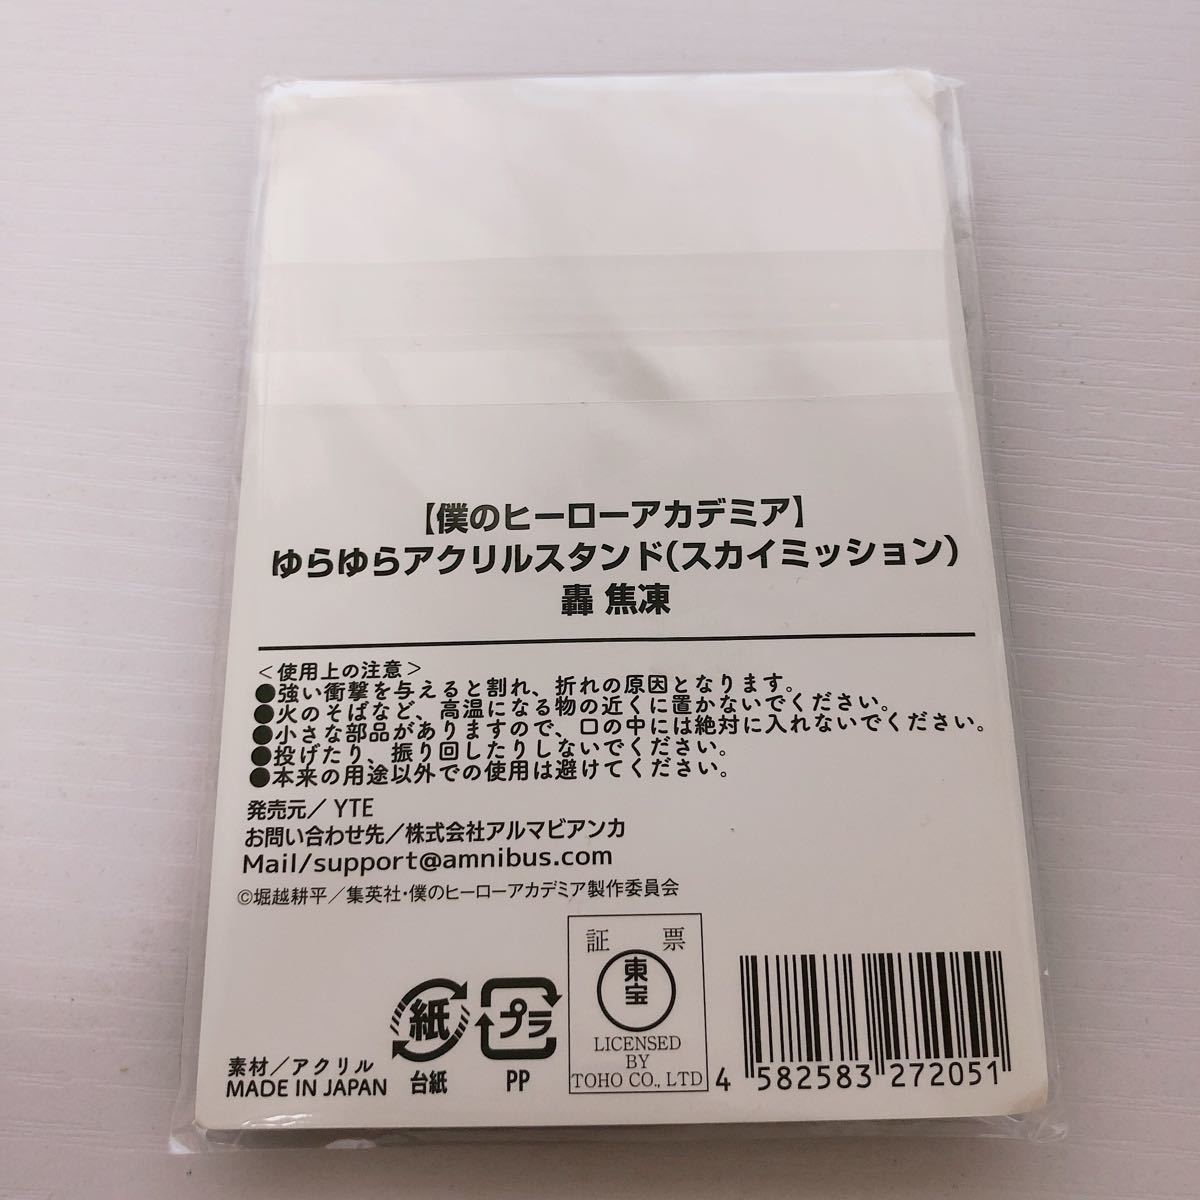 【僕のヒーローアカデミア】
ゆらゆらアクリルスタンド（スカイミッション）
轟 焦凍
＜使用上の注意＞
●強い衝撃を与えると割れ、折れの原因となります。
●火のそばなど、高温になる物の近くに置かないでください。
●小さな部品がありますので、口の中には絶対に入れないでください。
●投げたり、振り回したりしないでください。
●本来の用途以外での使用は避けてください。
発売元／YTE
お問い合わせ先／株式会社アルマビアンカ
Mail/support@amnibus.com
©堀越耕平／集英社・僕のヒーローアカデミア製作委員会
素材／アクリル
MADE IN JAPAN
紙
台紙
プラ
PP
証 票
東宝
LICENSED
BY
TOHO CO., LTD
4 582583 272051